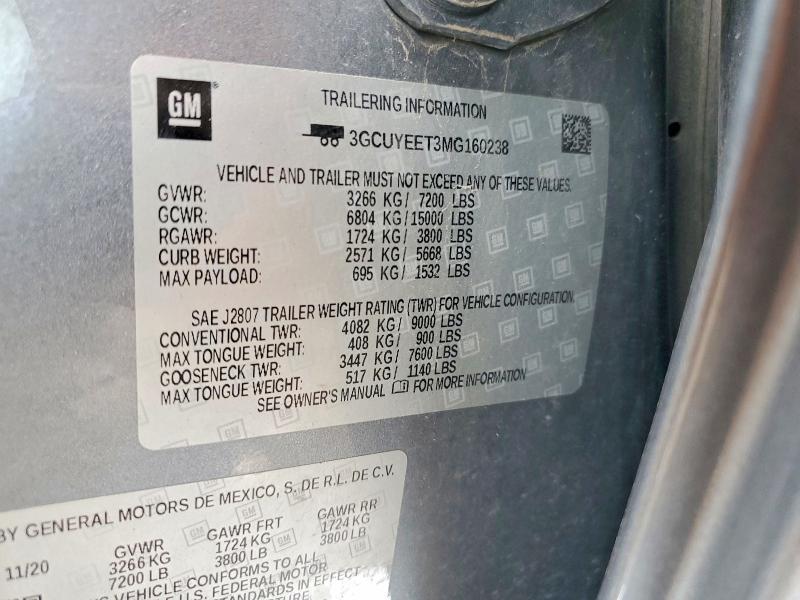 GM
TRAILERING INFORMATION
3GCUYEET3MG160238
VEHICLE AND TRAILER MUST NOT EXCEED ANY OF THESE VALUES.
GVWR: 3266 KG/ 7200 LBS
GCWR: 6804 KG/15000 LBS
RGAWR: 1724 KG/ 3800 LBS
CURB WEIGHT: 2571 KG/ 5668 LBS
MAX PAYLOAD: 695 KG/ 1532 LBS
SAE J2807 TRAILER WEIGHT RATING (TWR) FOR VEHICLE CONFIGURATION.
CONVENTIONAL TWR: 4082 KG/ 9000 LBS
MAX TONGUE WEIGHT: 408 KG/ 900 LBS
GOOSENECK TWR: 3447 KG/ 7600 LBS
MAX TONGUE WEIGHT: 517 KG/ 1140 LBS
SEE OWNER'S MANUAL FOR MORE INFORMATION
BY GENERAL MOTORS DE MEXICO, S. DE R.L. DE C.V.
GVWR GAWR FRT GAWR RR
11/20 3266 KG 1724 KG 1724 KG
7200 LB 3800 LB 3800 LB
VEHICLE CONFORMS TO ALL
U.S. FEDERAL MOTOR
STANDARDS IN EFFECT